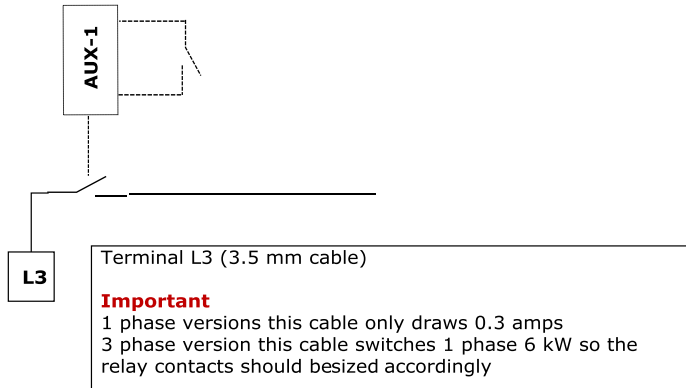 AUX-1
L3
Terminal L3 (3.5 mm cable)
Important
1 phase versions this cable only draws 0.3 amps
3 phase version this cable switches 1 phase 6 kW so the
relay contacts should besized accordingly